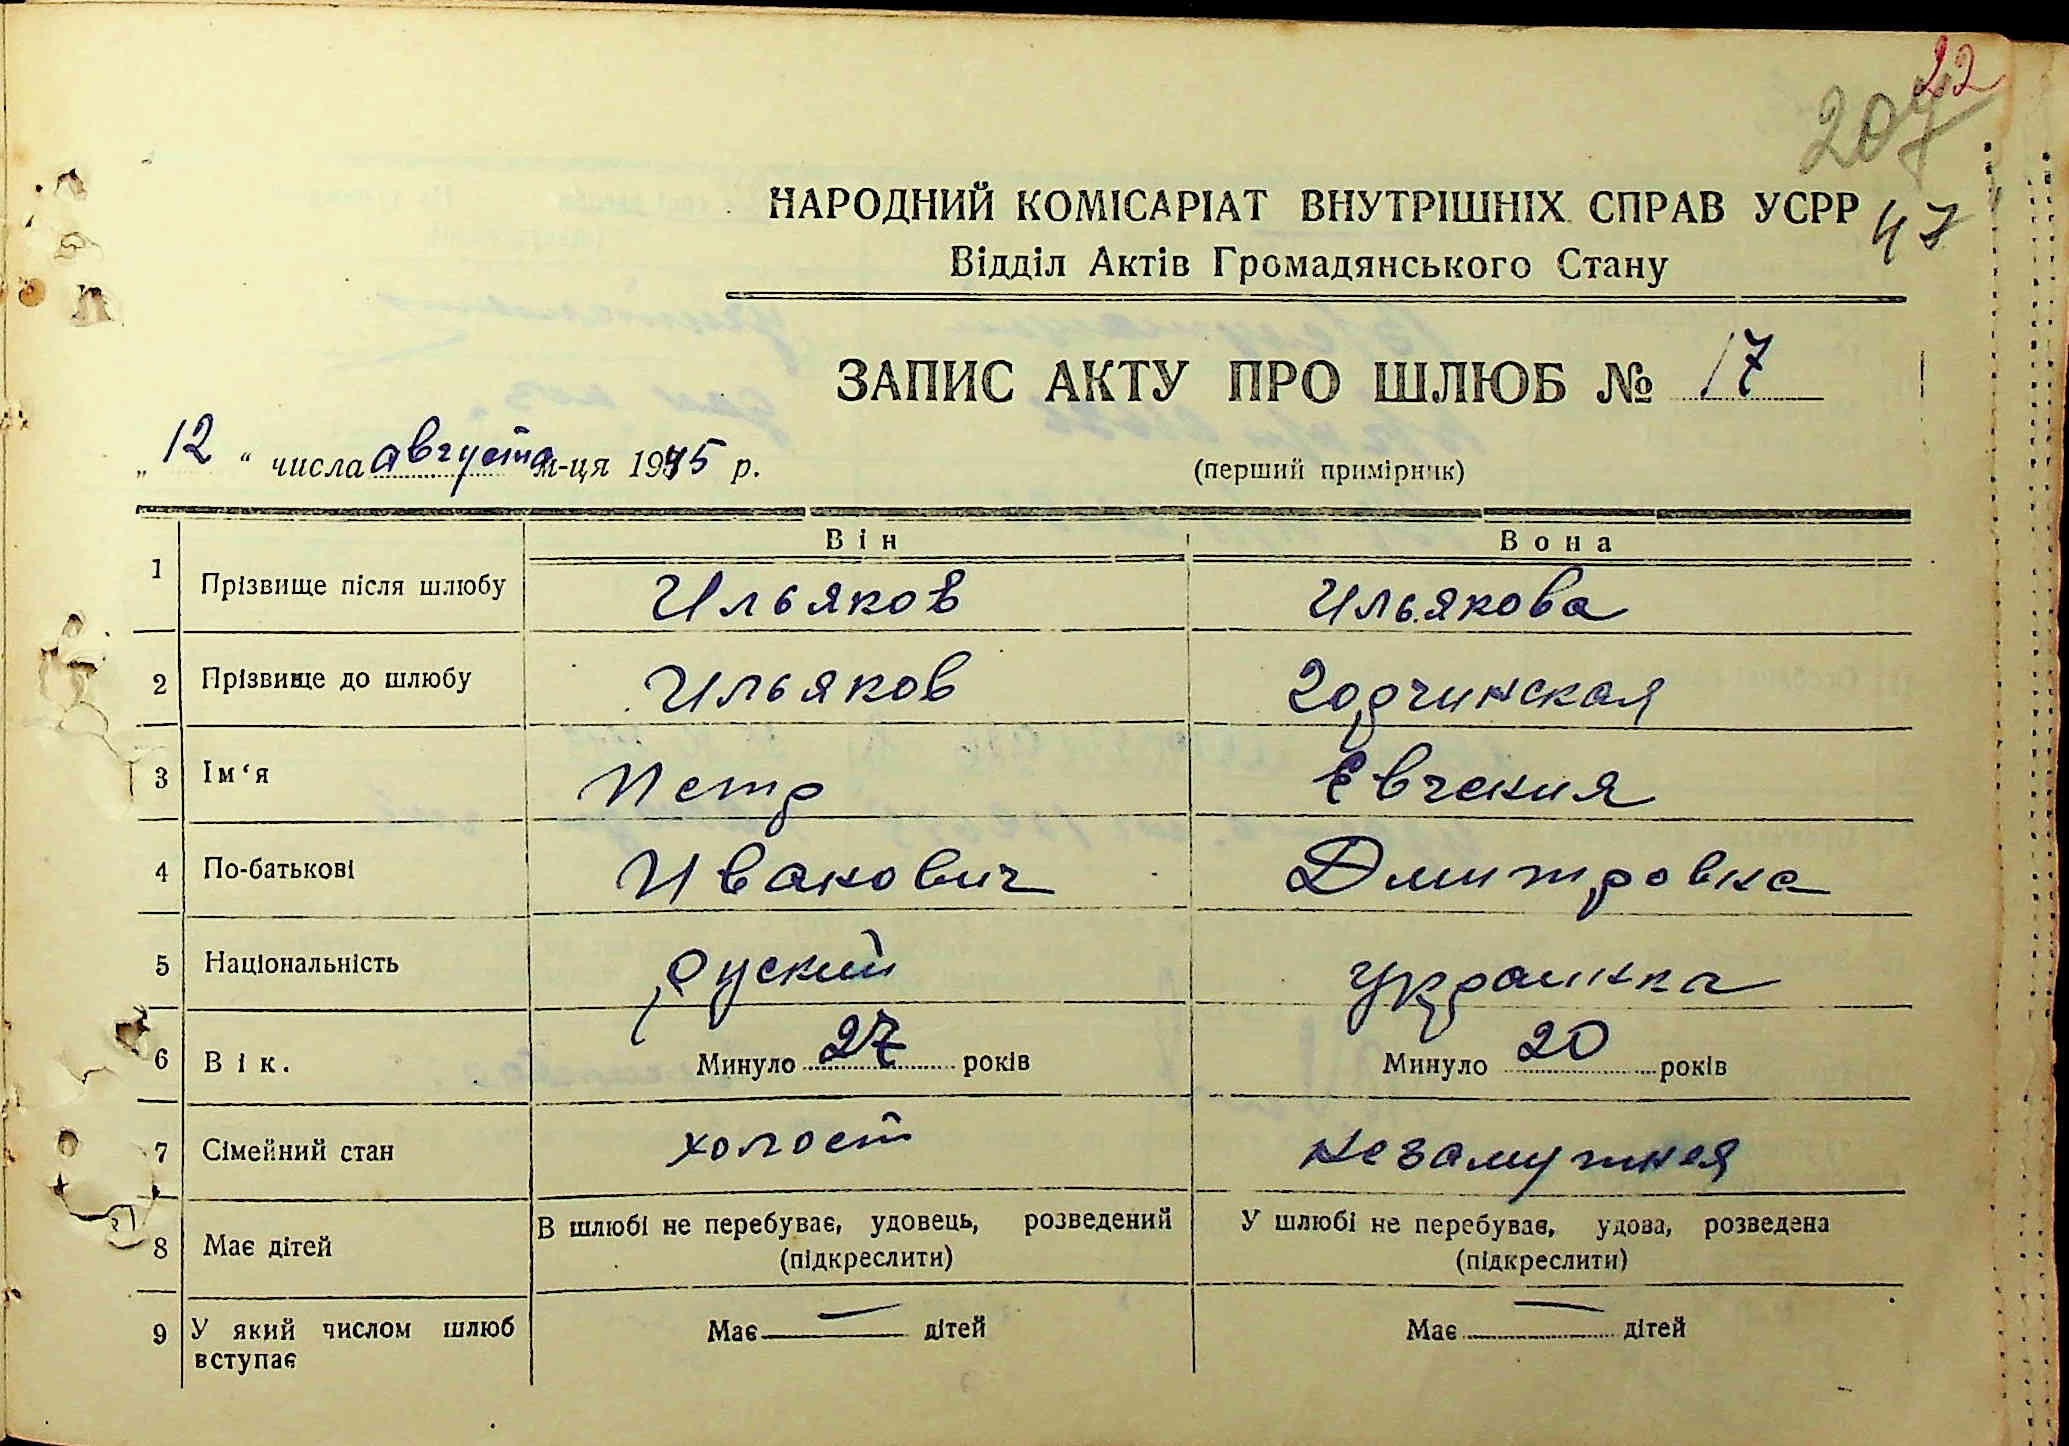 22
207
НАРОДНИЙ КОМІСАРІАТ ВНУТРІШНІХ СПРАВ УСРР
47
Відділ Актів Громадянського Стану
ЗАПИС АКТУ ПРО ШЛЮБ № 17
„12“ числа августа м-ця 1945 р.
(перший примірник)
Він Вона
1 Прізвище після шлюбу Ильяков Ильякова
2 Прізвище до шлюбу Ильяков Годчинская
3 Ім‘я Петр Евгения
4 По-батькові Иванович Дмитровна
5 Національність руский украинка
6 Вік. Минуло 27 років Минуло 20 років
7 Сімейний стан холост незамужняя
8 Має дітей В шлюбі не перебуває, удовець, розведений (підкреслити) У шлюбі не перебуває, удова, розведена (підкреслити)
9 У який числом шлюб Має — дітей Має — дітей
вступає